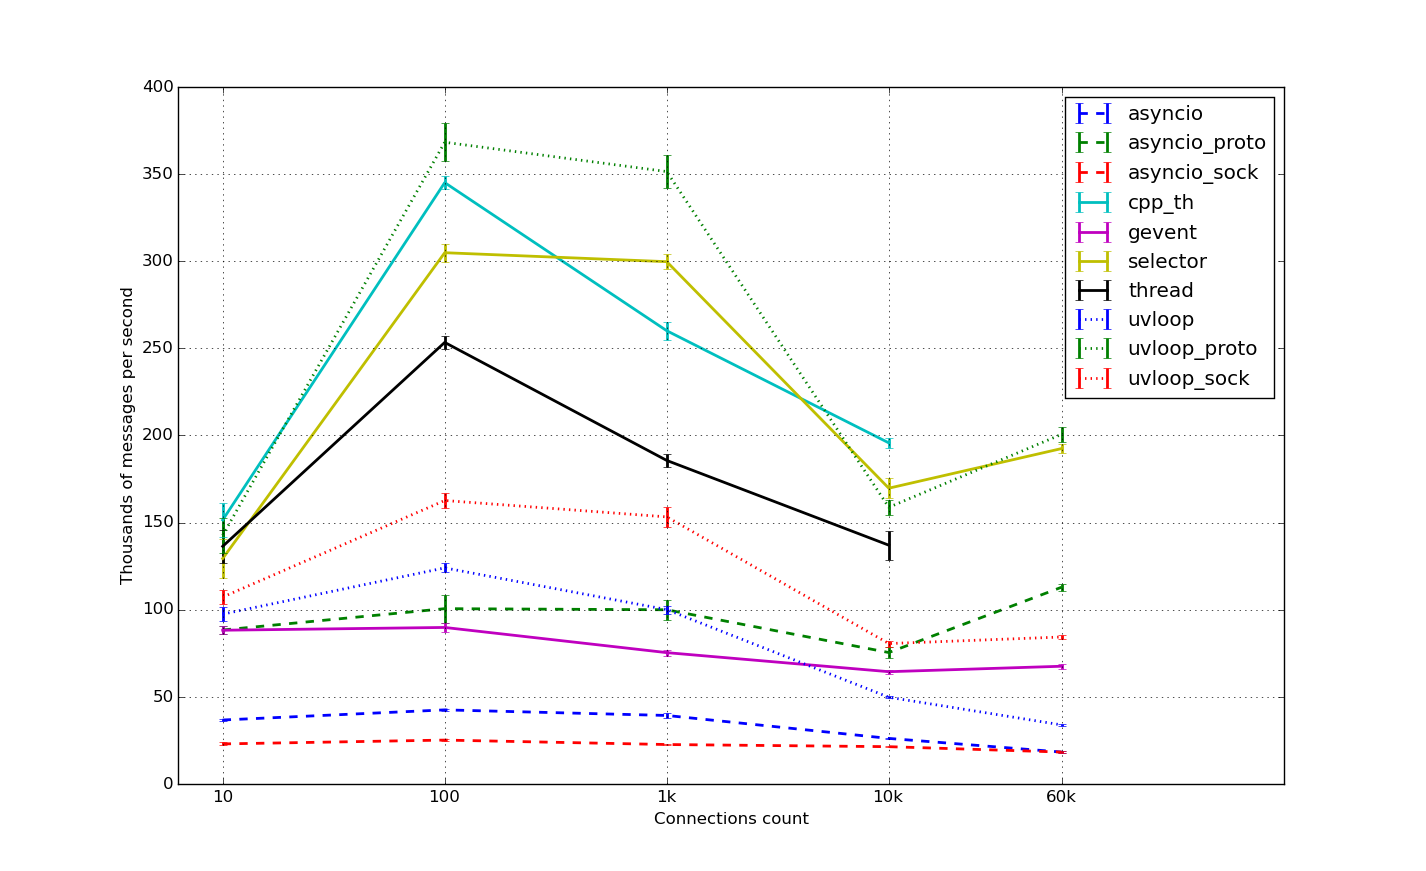 400
350
300
250
200
150
100
50
0
Thousands of messages per second
10
100
1k
10k
60k
Connections count
asyncio
asyncio_proto
asyncio_sock
cpp_th
gevent
selector
thread
uvloop
uvloop_proto
uvloop_sock